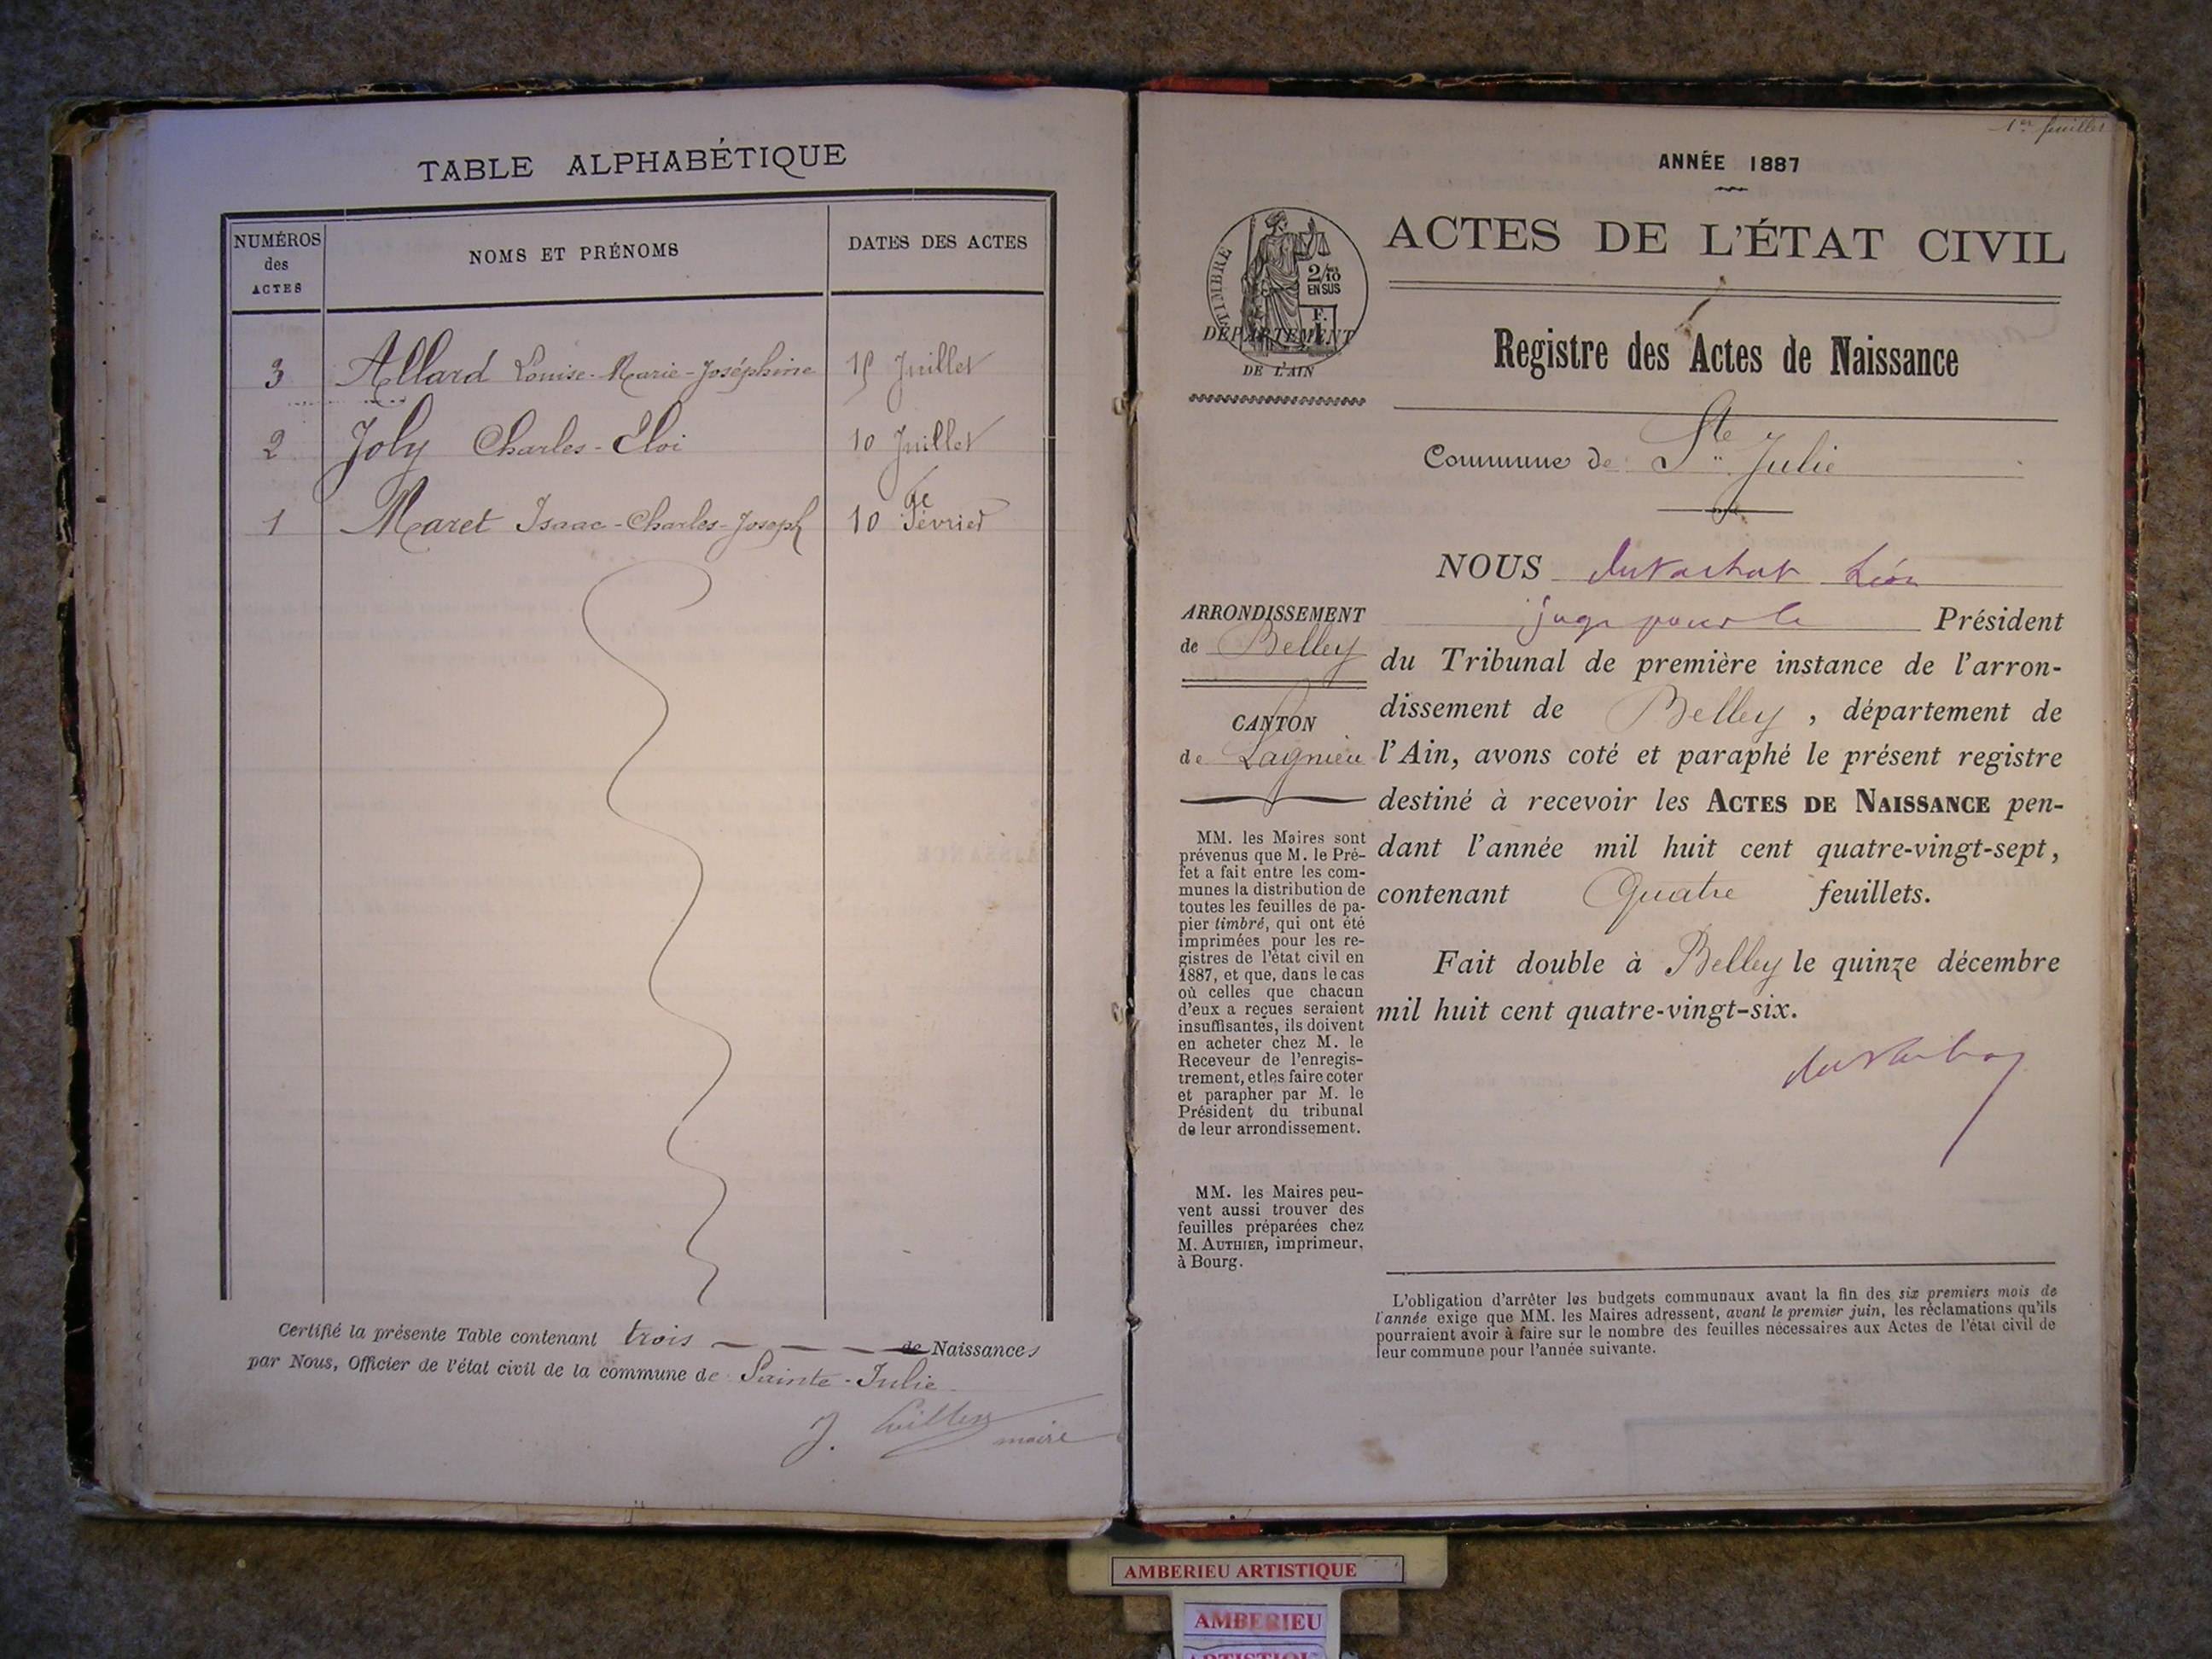 TABLE ALPHABÉTIQUE
NUMÉROS des ACTES
NOMS ET PRÉNOMS
DATES DES ACTES
3 Allard Louise-Marie-Joséphine 15 Juillet
2 Joly Charles-Eloi 10 Juillet
1 Maret Isaac-Charles-Joseph 10 Février
Certifié la présente Table contenant trois de Naissances
par Nous, Officier de l'état civil de la commune de Sainte-Julie
J.
maire
1er feuillet
ANNÉE 1887
TIMBRE
2/10
EN SUS
F.
DÉPARTEMENT
DE L'AIN
ACTES DE L'ÉTAT CIVIL
Registre des Actes de Naissance
Commune de Ste Julie
ARRONDISSEMENT
de Belley
CANTON
de Lagnieu
MM. les Maires sont
prévenus que M. le Pré-
fet a fait entre les com-
munes la distribution de
toutes les feuilles de pa-
pier timbré, qui ont été
imprimées pour les re-
gistres de l'état civil en
1887, et que, dans le cas
où celles que chacun
d'eux a reçues seraient
insuffisantes, ils doivent
en acheter chez M. le
Receveur de l'enregis-
trement, et les faire coter
et parapher par M. le
Président du tribunal
de leur arrondissement.
MM. les Maires peu-
vent aussi trouver des
feuilles préparées chez
M. AUTHIER, imprimeur,
à Bourg.
NOUS Léon
juge pour le Président
du Tribunal de première instance de l'arron-
dissement de Belley, département de
l'Ain, avons coté et paraphé le présent registre
destiné à recevoir les ACTES DE NAISSANCE pen-
dant l'année mil huit cent quatre-vingt-sept,
contenant Quatre feuillets.
Fait double à Belley le quinze décembre
mil huit cent quatre-vingt-six.
L'obligation d'arrêter les budgets communaux avant la fin des six premiers mois de
l'année exige que MM. les Maires adressent, avant le premier juin, les réclamations qu'ils
pourraient avoir à faire sur le nombre des feuilles nécessaires aux Actes de l'état civil de
leur commune pour l'année suivante.
AMBERIEU ARTISTIQUE
AMBERIEU